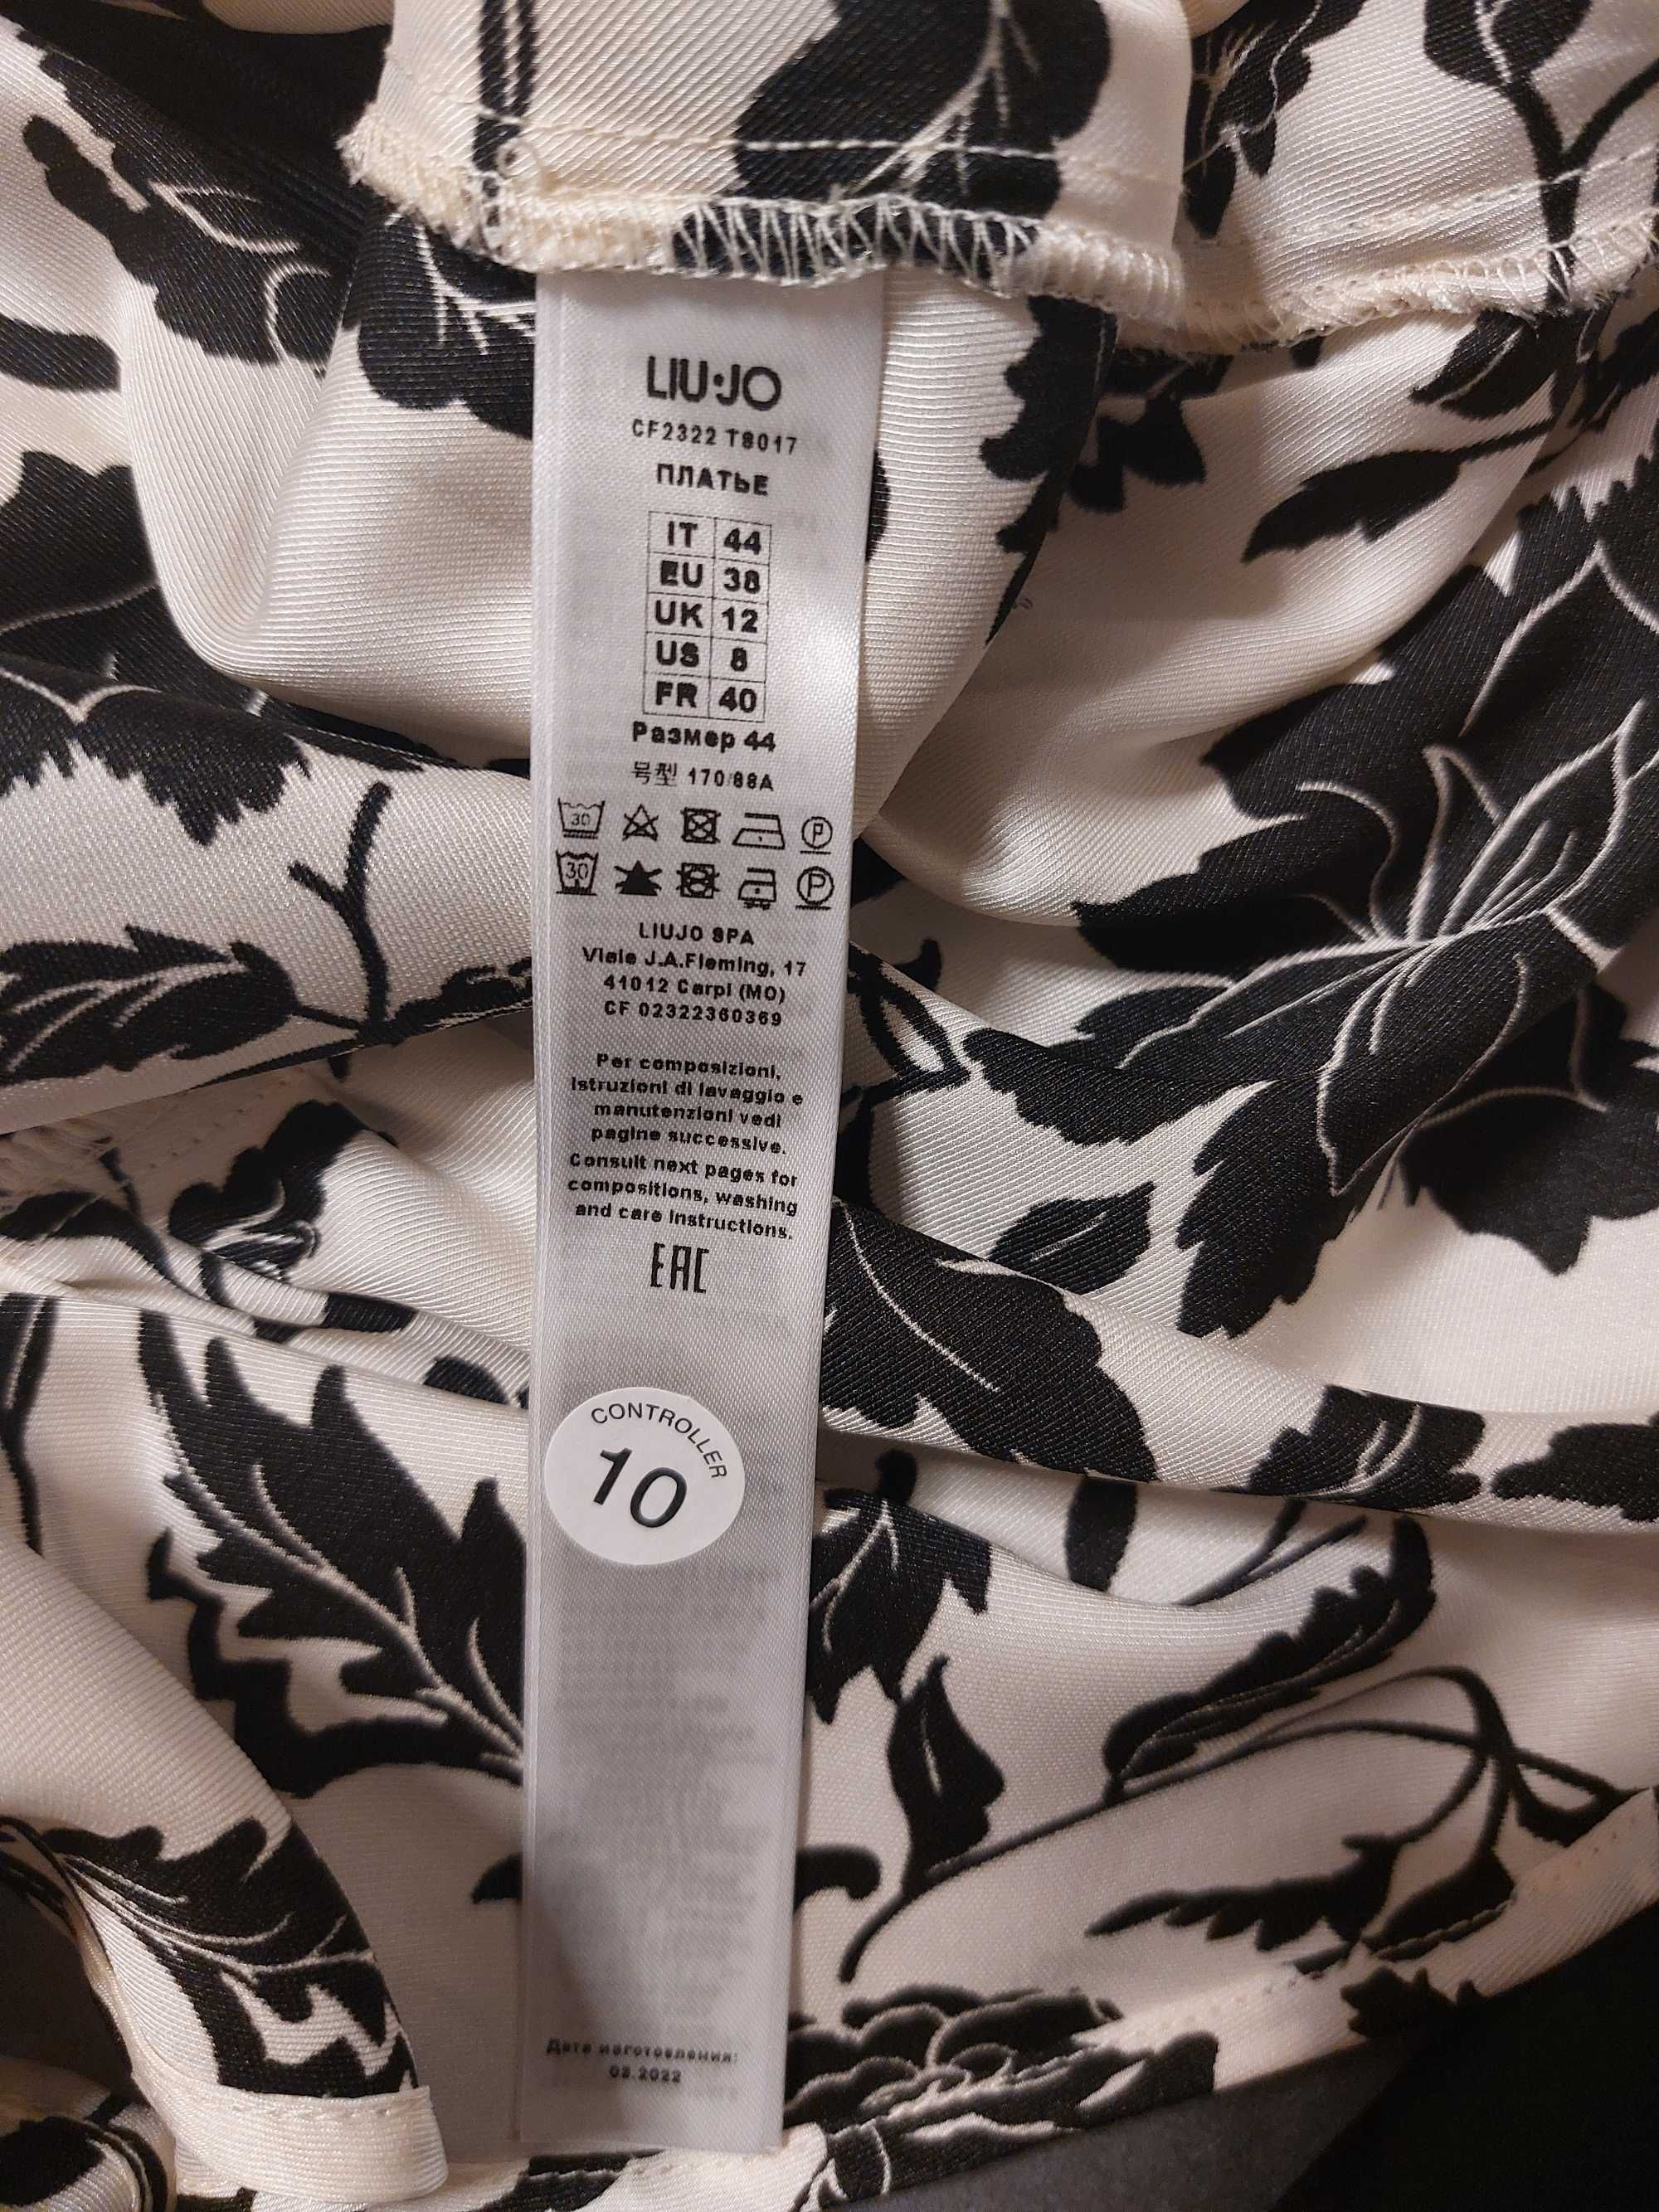 LIU·JO
CF2322 T8017
ПЛАТЬЕ
IT 44
EU 38
UK 12
US 8
FR 40
Размер 44
号型 170/88A
30 P
30 P
LIUJO SPA
Viale J.A.Fleming, 17
41012 Carpi (MO)
CF 02322360369
Per composizioni,
istruzioni di lavaggio e
manutenzioni vedi
pagine successive.
Consult next pages for
compositions, washing
and care instructions.
EAC
CONTROLLER
10
Дата изготовления:
03.2022